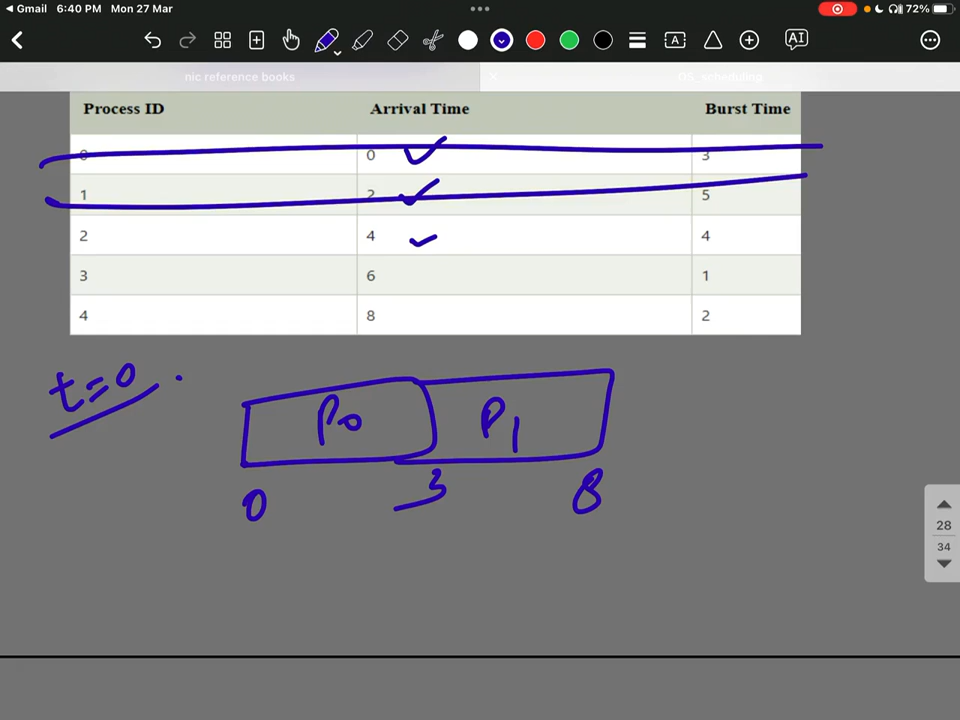 Gmail 6:40 PM Mon 27 Mar 72%
AI
nic reference books OS_scheduling
Process ID Arrival Time Burst Time
0 0 3
1 2 5
2 4 4
3 6 1
4 8 2
t=0
P0 P1
0 3 8
28
34